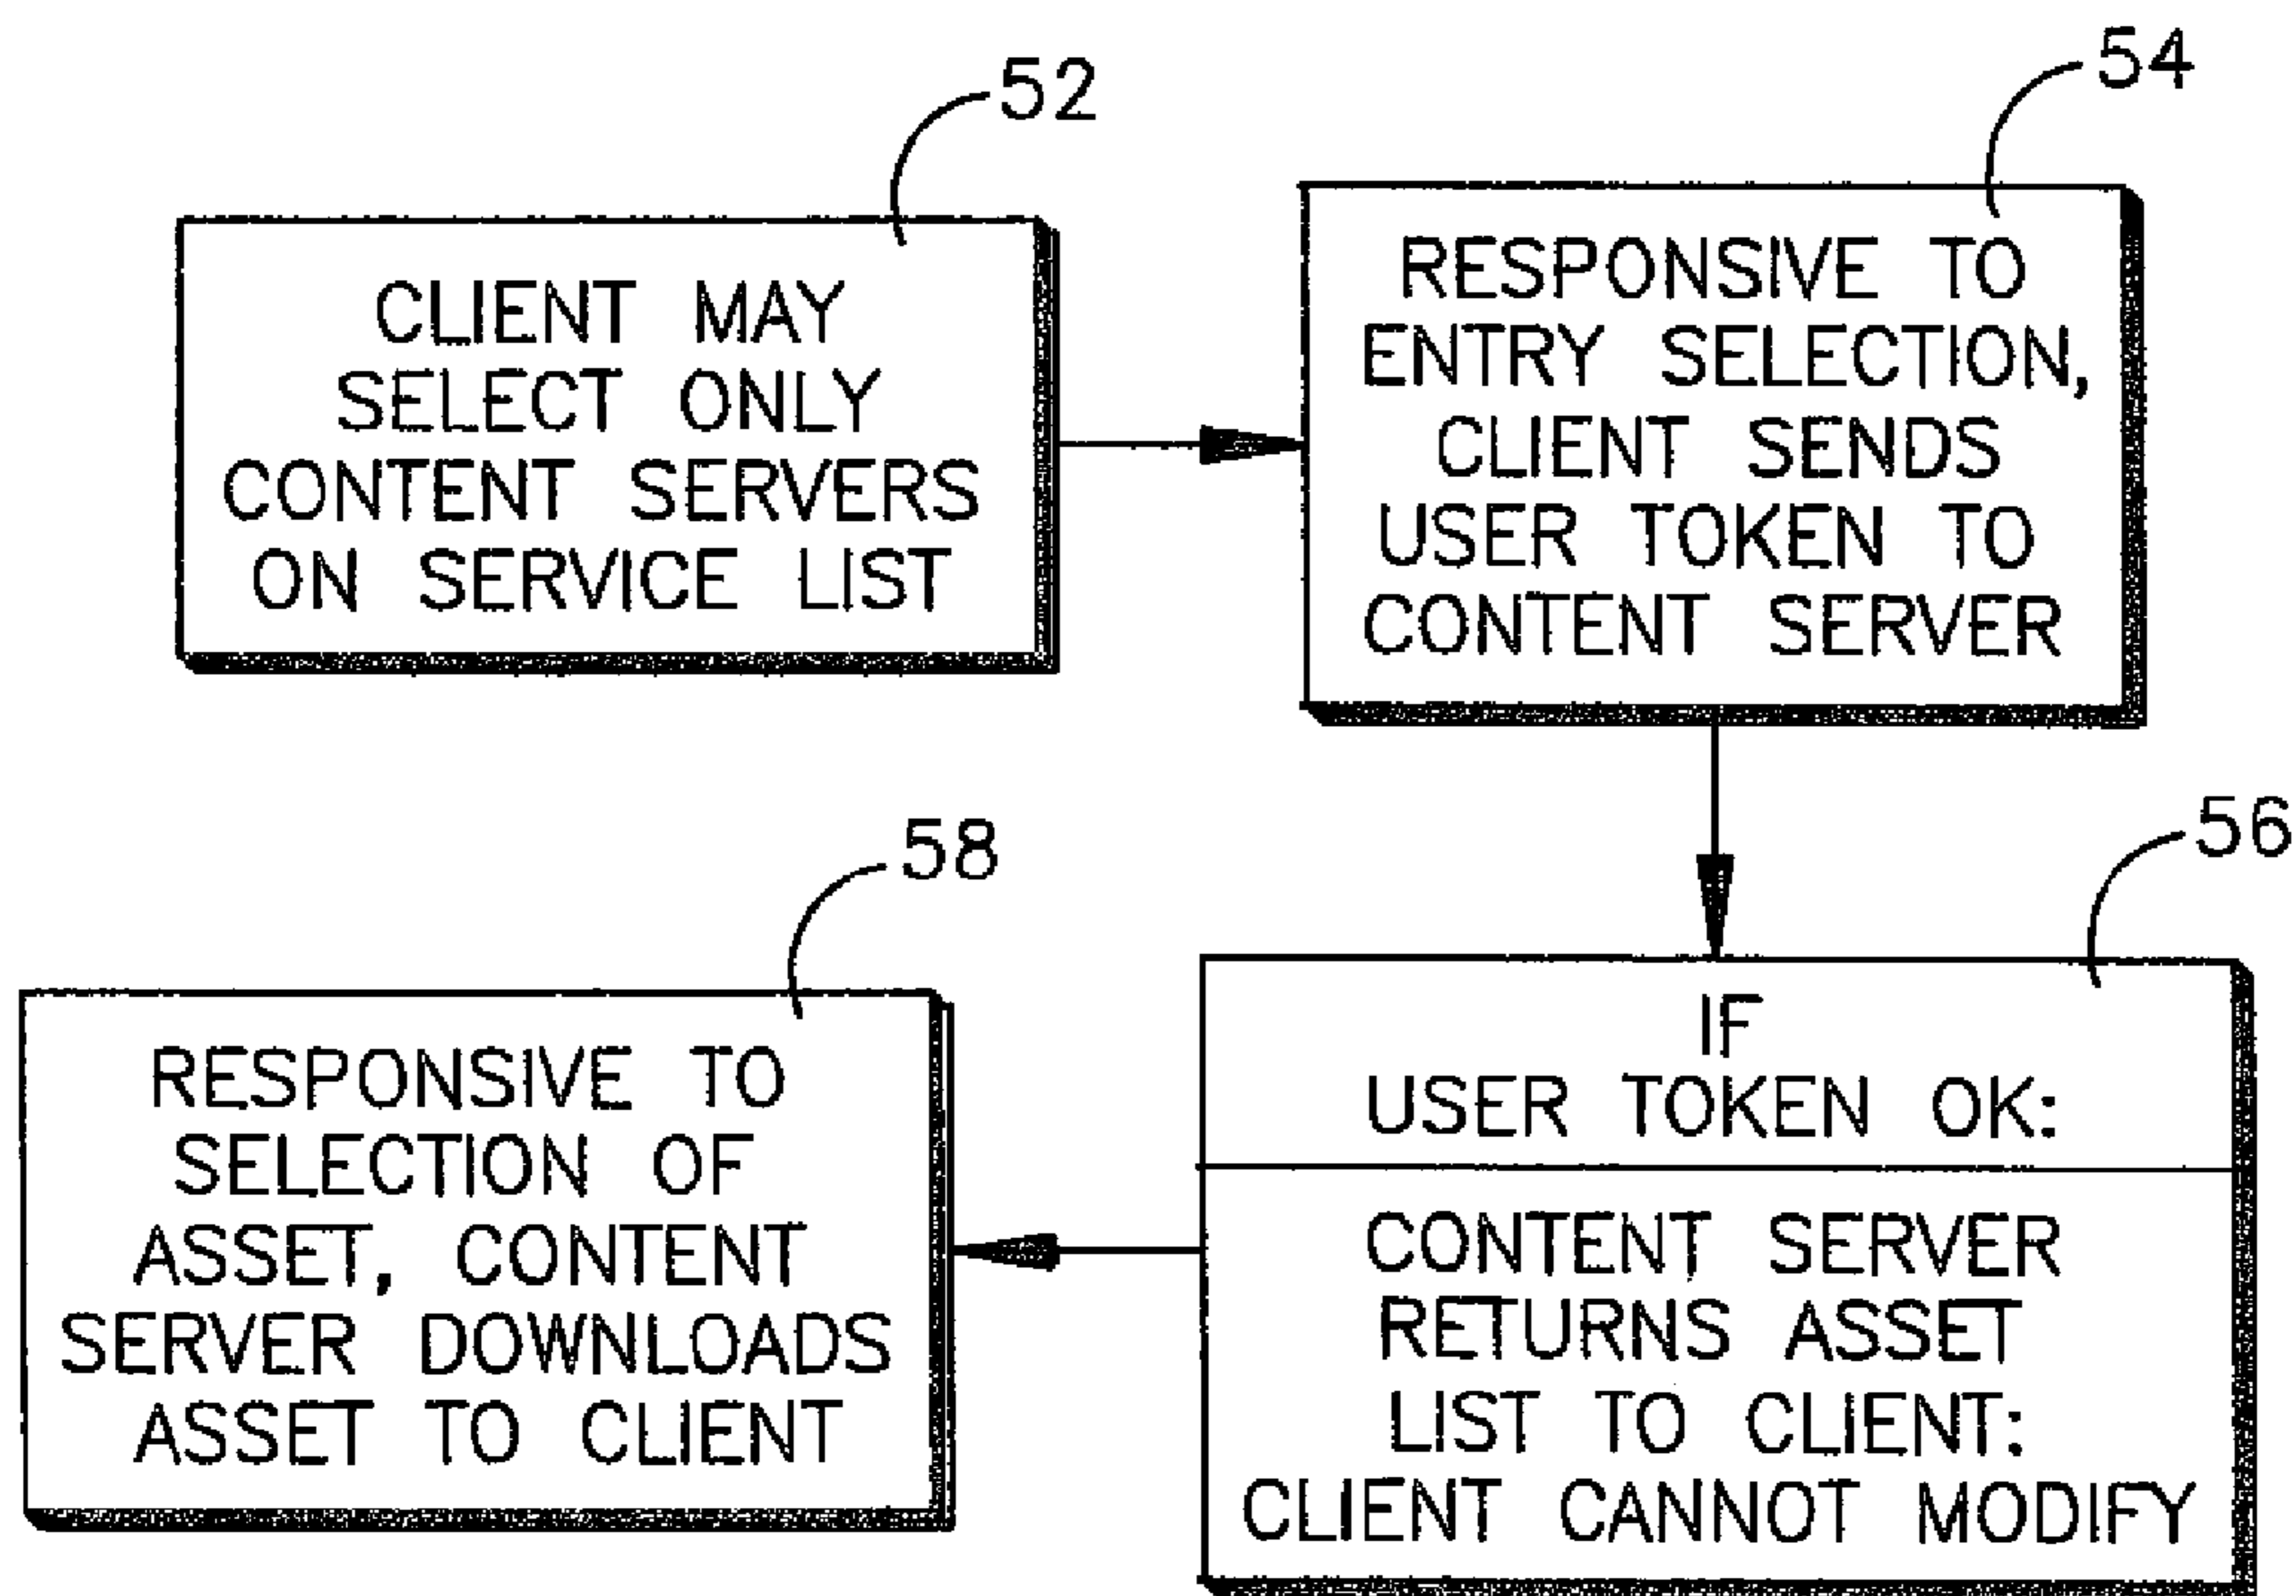 52
CLIENT MAY
SELECT ONLY
CONTENT SERVERS
ON SERVICE LIST
54
RESPONSIVE TO
ENTRY SELECTION,
CLIENT SENDS
USER TOKEN TO
CONTENT SERVER
56
IF
USER TOKEN OK:
CONTENT SERVER
RETURNS ASSET
LIST TO CLIENT:
CLIENT CANNOT MODIFY
58
RESPONSIVE TO
SELECTION OF
ASSET, CONTENT
SERVER DOWNLOADS
ASSET TO CLIENT